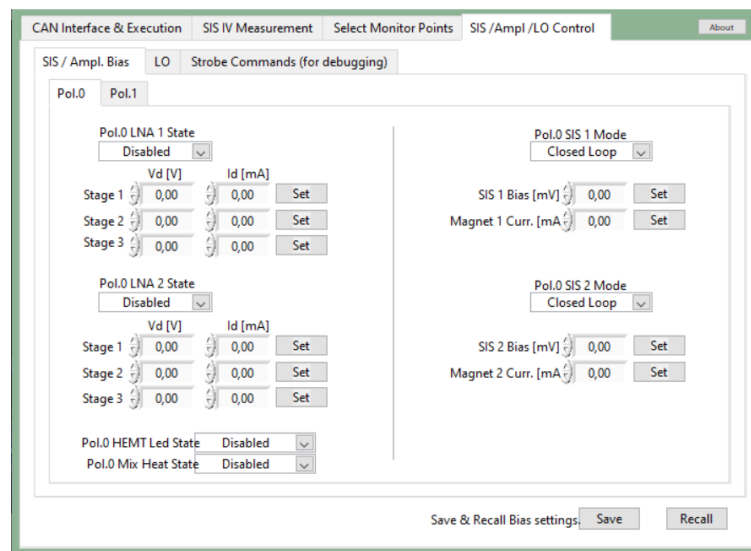 CAN Interface & Execution SIS IV Measurement Select Monitor Points SIS /Ampl /LO Control About
SIS / Ampl. Bias LO Strobe Commands (for debugging)
Pol.0 Pol.1
Pol.0 LNA 1 State
Disabled
Vd [V] Id [mA]
Stage 1 0,00 0,00 Set
Stage 2 0,00 0,00 Set
Stage 3 0,00 0,00 Set
Pol.0 LNA 2 State
Disabled
Vd [V] Id [mA]
Stage 1 0,00 0,00 Set
Stage 2 0,00 0,00 Set
Stage 3 0,00 0,00 Set
Pol.0 HEMT Led State Disabled
Pol.0 Mix Heat State Disabled
Pol.0 SIS 1 Mode
Closed Loop
SIS 1 Bias [mV] 0,00 Set
Magnet 1 Curr. [mA 0,00 Set
Pol.0 SIS 2 Mode
Closed Loop
SIS 2 Bias [mV] 0,00 Set
Magnet 2 Curr. [mA 0,00 Set
Save & Recall Bias settings. Save Recall